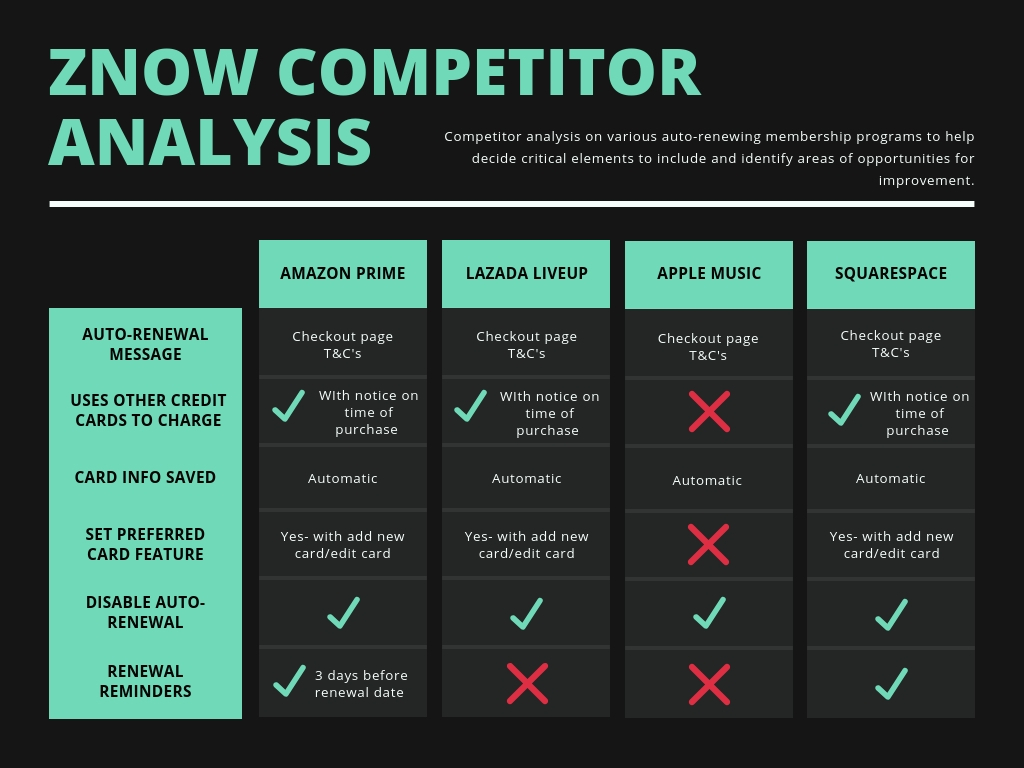 ZNOW COMPETITOR
ANALYSIS
Competitor analysis on various auto-renewing membership programs to help
decide critical elements to include and identify areas of opportunities for
improvement.
AMAZON PRIME
LAZADA LIVEUP
APPLE MUSIC
SQUARESPACE
AUTO-RENEWAL
MESSAGE
Checkout page
T&C's
Checkout page
T&C's
Checkout page
T&C's
Checkout page
T&C's
USES OTHER CREDIT
CARDS TO CHARGE
WIth notice on
time of
purchase
WIth notice on
time of
purchase
WIth notice on
time of
purchase
CARD INFO SAVED
Automatic
Automatic
Automatic
Automatic
SET PREFERRED
CARD FEATURE
Yes- with add new
card/edit card
Yes- with add new
card/edit card
Yes- with add new
card/edit card
DISABLE AUTO-
RENEWAL
RENEWAL
REMINDERS
3 days before
renewal date